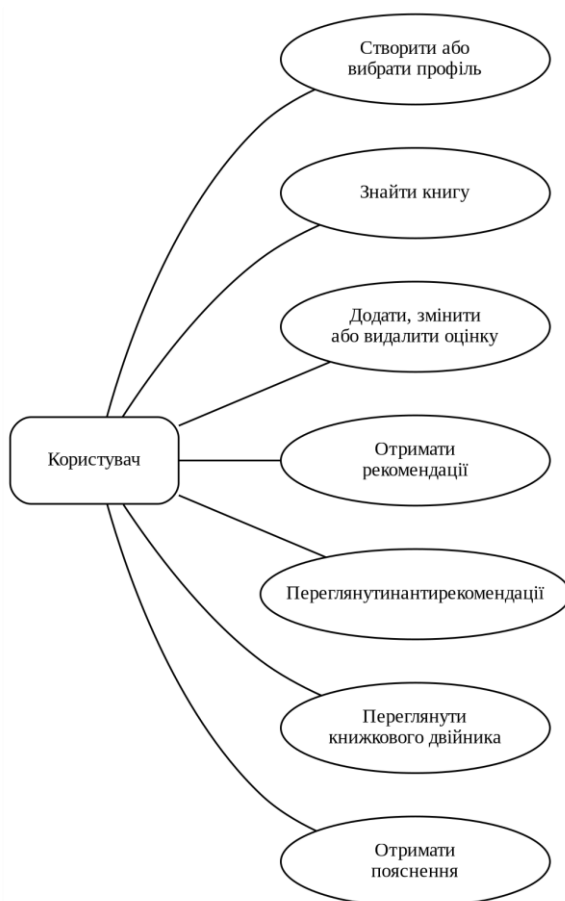 Створити або
вибрати профіль
Знайти книгу
Додати, змінити
або видалити оцінку
Користувач
Отримати
рекомендації
Переглянутинантирекомендації
Переглянути
книжкового двійника
Отримати
пояснення